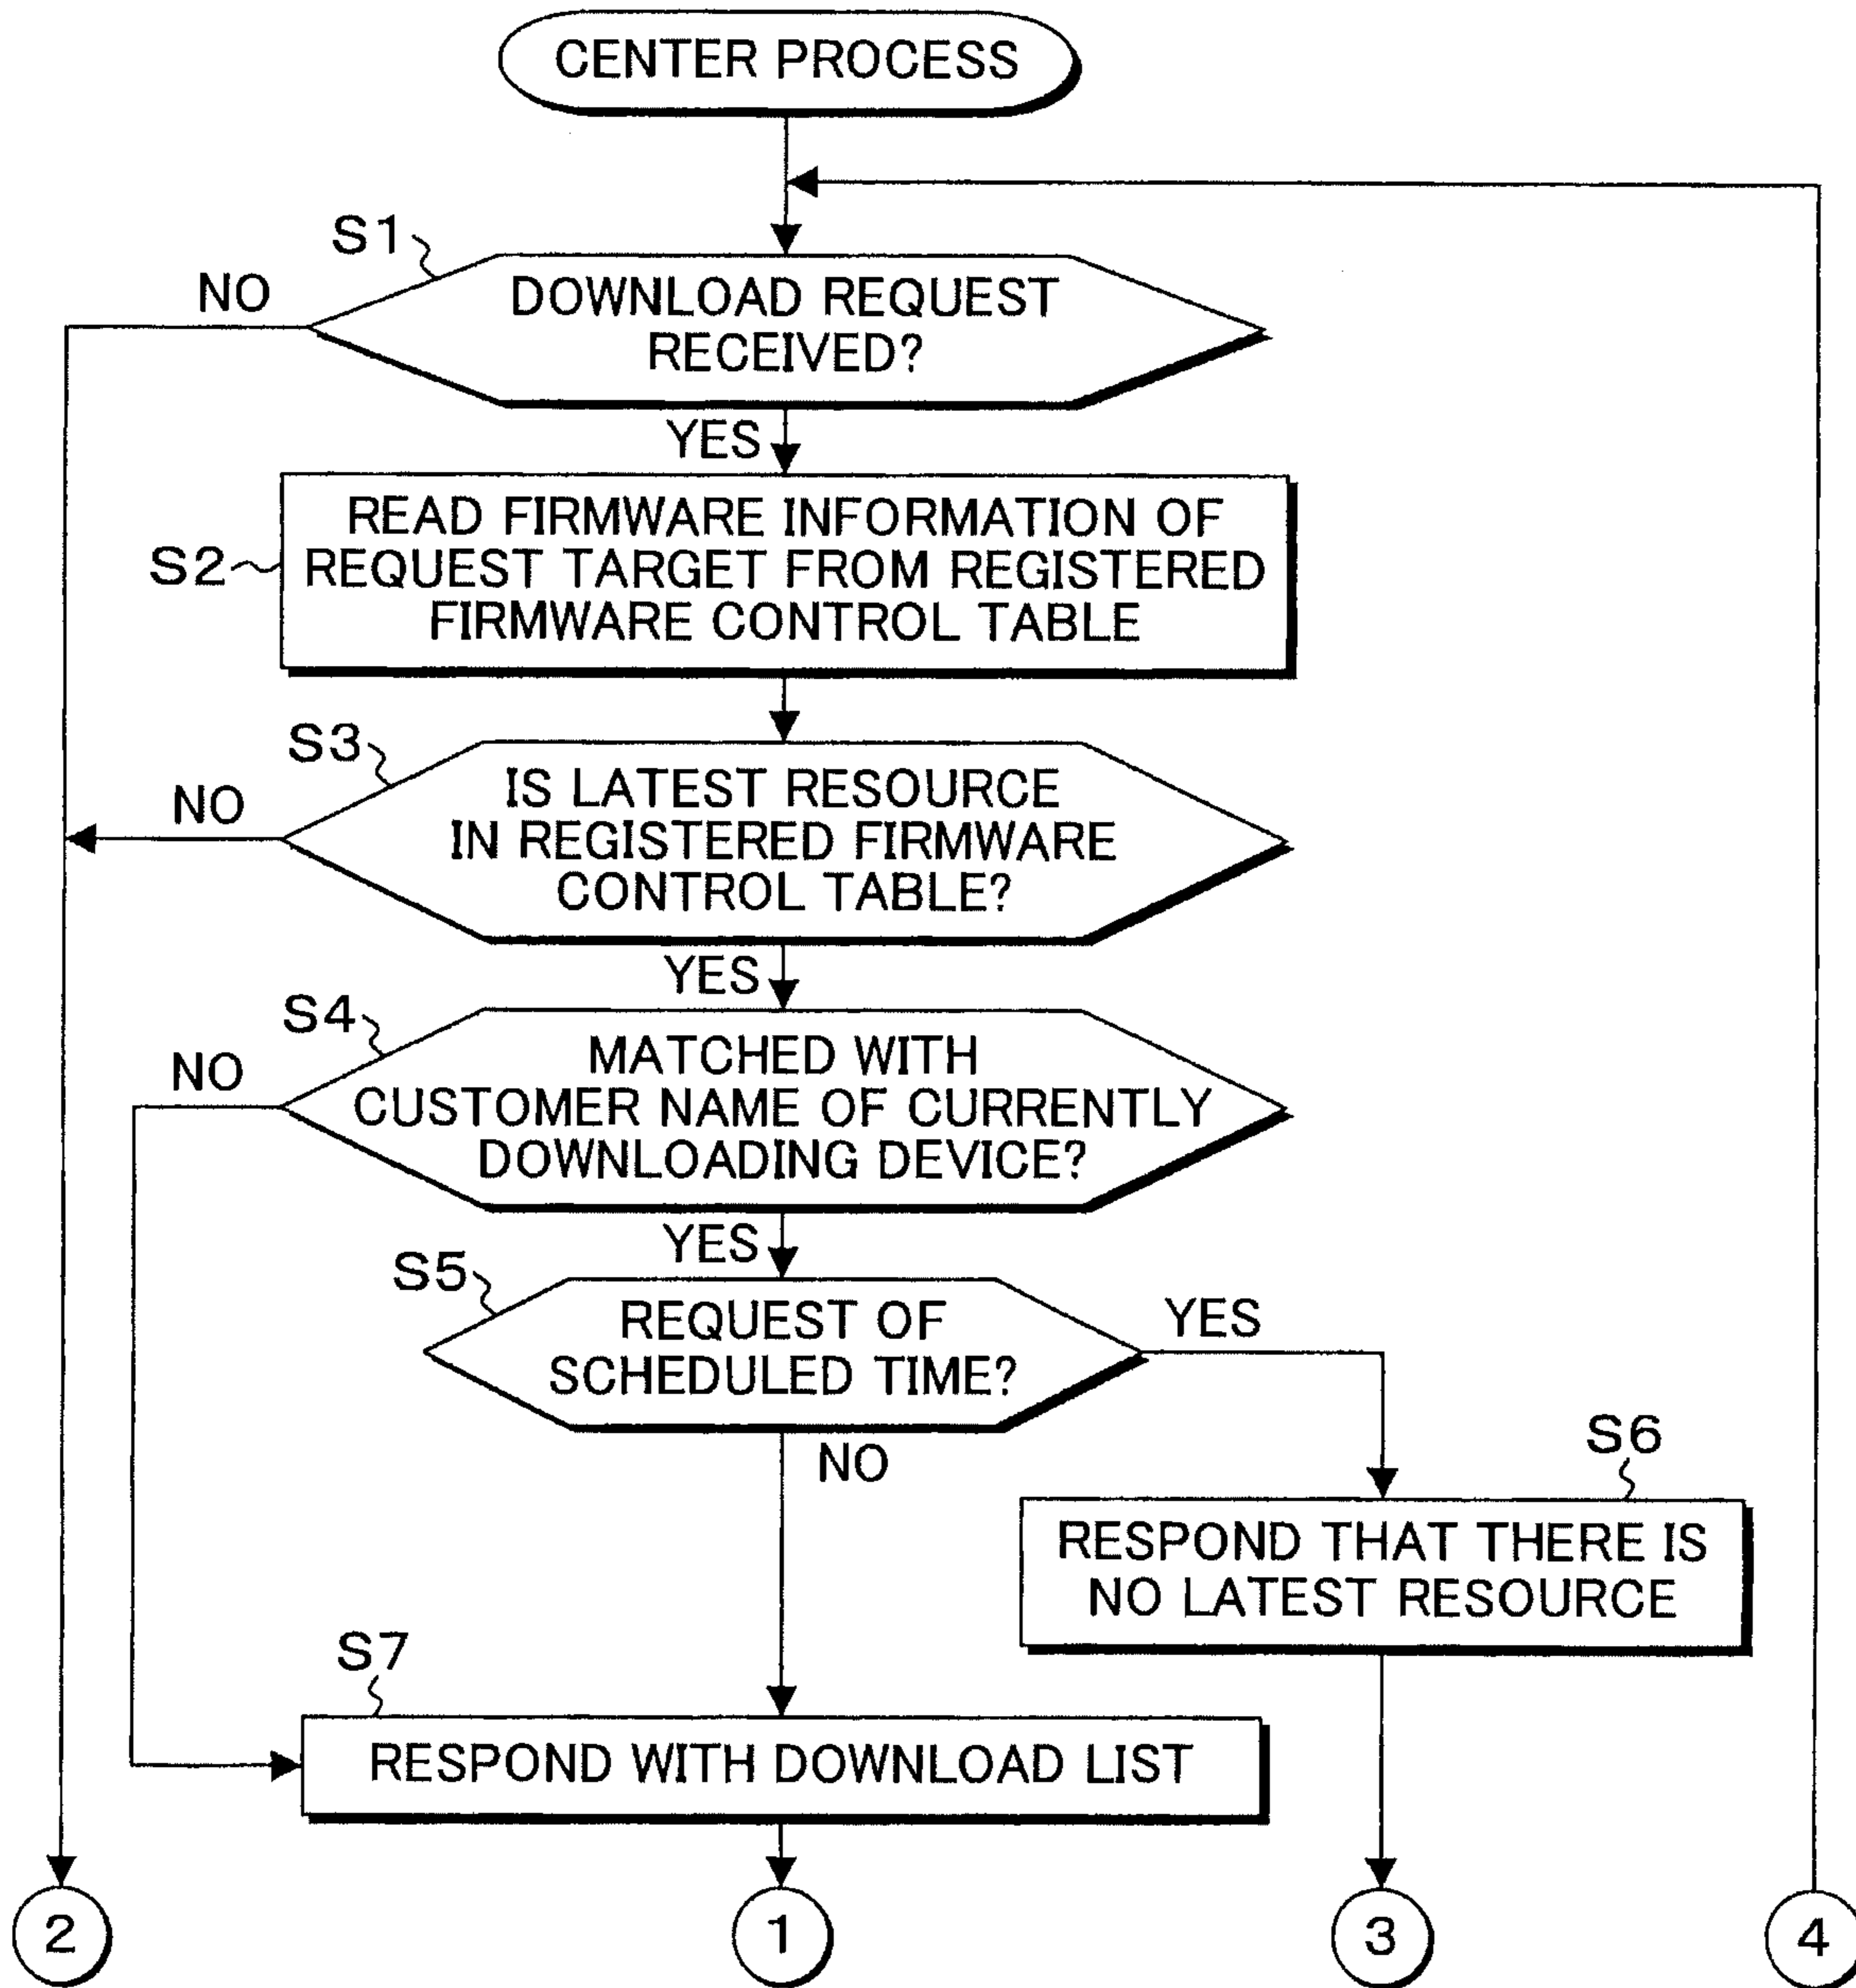 CENTER PROCESS
S1
NO
DOWNLOAD REQUEST
RECEIVED?
YES
S2
READ FIRMWARE INFORMATION OF
REQUEST TARGET FROM REGISTERED
FIRMWARE CONTROL TABLE
S3
NO
IS LATEST RESOURCE
IN REGISTERED FIRMWARE
CONTROL TABLE?
YES
S4
NO
MATCHED WITH
CUSTOMER NAME OF CURRENTLY
DOWNLOADING DEVICE?
YES
S5
REQUEST OF
SCHEDULED TIME?
YES
NO
S6
RESPOND THAT THERE IS
NO LATEST RESOURCE
S7
RESPOND WITH DOWNLOAD LIST
2
1
3
4